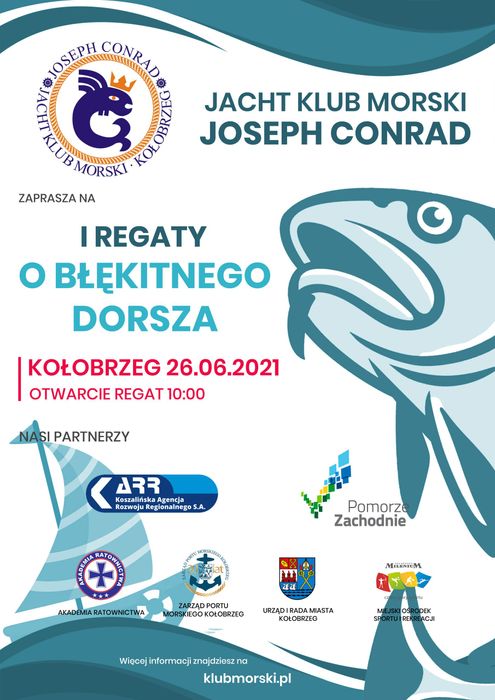 JOSEPH CONRAD
JACHT KLUB MORSKI · KOŁOBRZEG
JACHT KLUB MORSKI
JOSEPH CONRAD
ZAPRASZA NA
I REGATY
O BŁĘKITNEGO
DORSZA
KOŁOBRZEG 26.06.2021
OTWARCIE REGAT 10:00
NASI PARTNERZY
ARR
Koszalińska Agencja
Rozwoju Regionalnego S.A.
Pomorze
Zachodnie
AKADEMIA RATOWNICTWA
AKADEMIA RATOWNICTWA
ZARZĄD PORTU
MORSKIEGO KOŁOBRZEG
URZĄD I RADA MIASTA
KOŁOBRZEG
MILENIUM
MIEJSKI OŚRODEK
SPORTU I REKREACJI
Więcej informacji znajdziesz na
klubmorski.pl